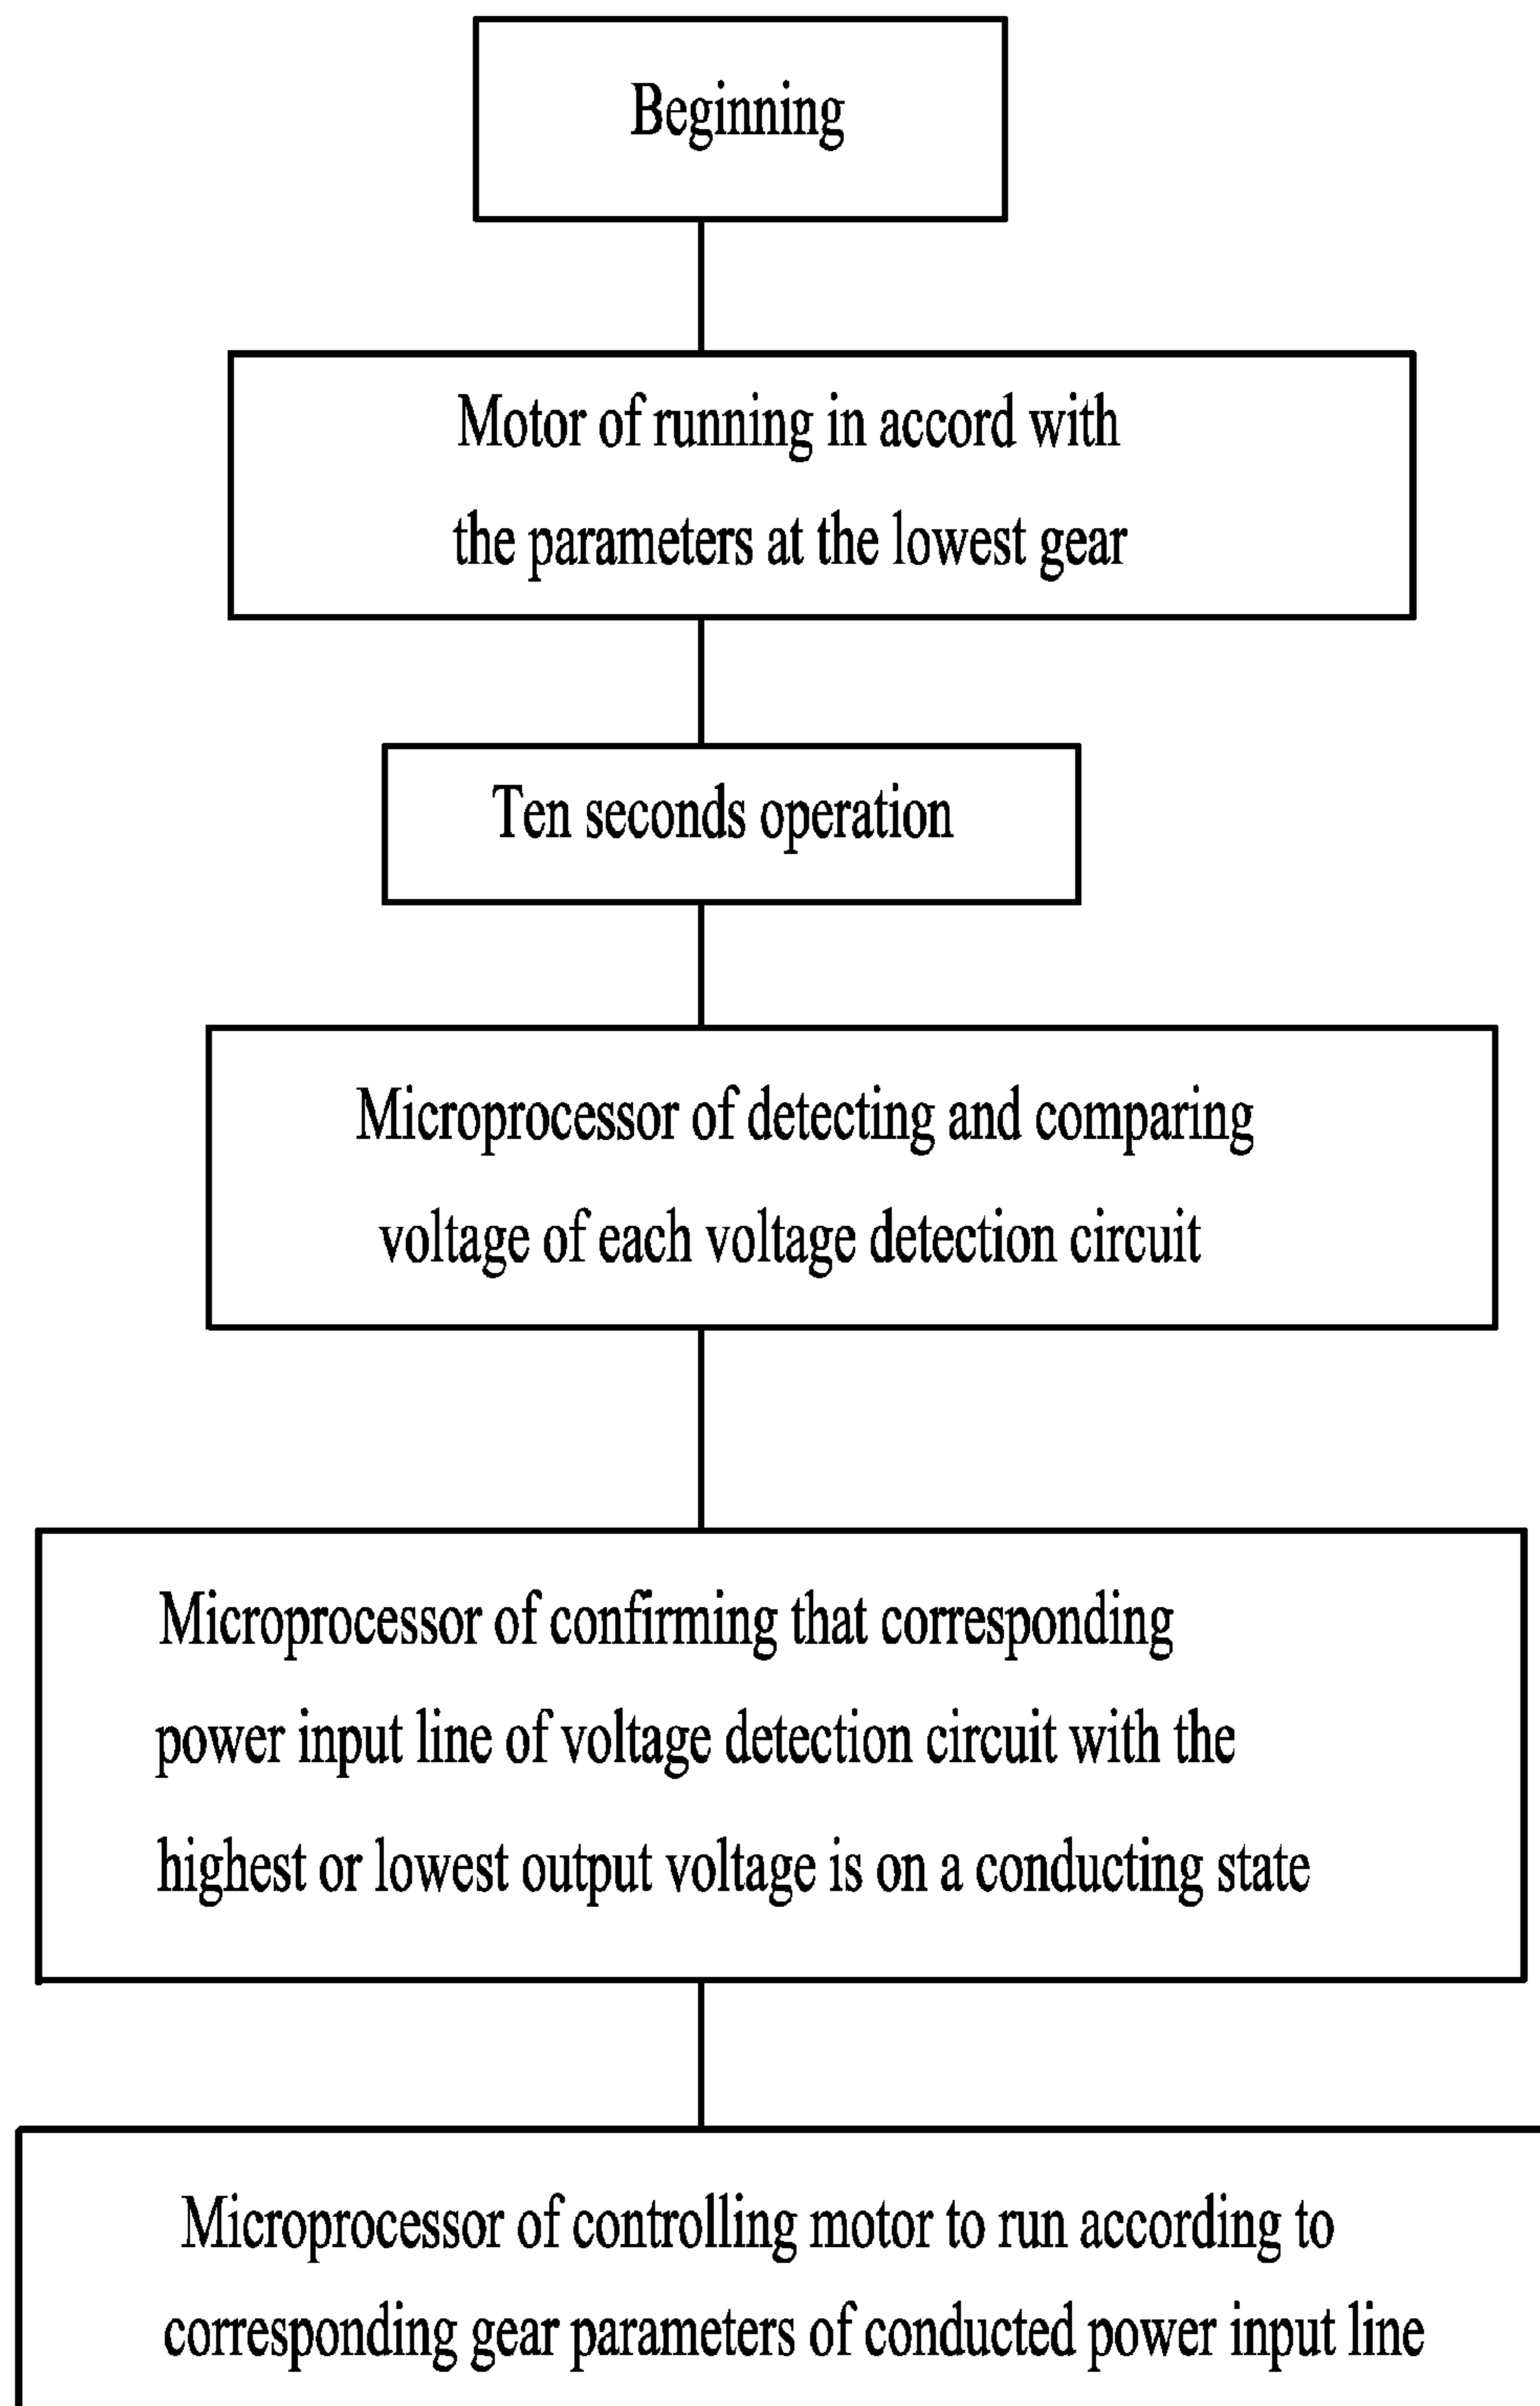 Beginning
Motor of running in accord with
the parameters at the lowest gear
Ten seconds operation
Microprocessor of detecting and comparing
voltage of each voltage detection circuit
Microprocessor of confirming that corresponding
power input line of voltage detection circuit with the
highest or lowest output voltage is on a conducting state
Microprocessor of controlling motor to run according to
corresponding gear parameters of conducted power input line